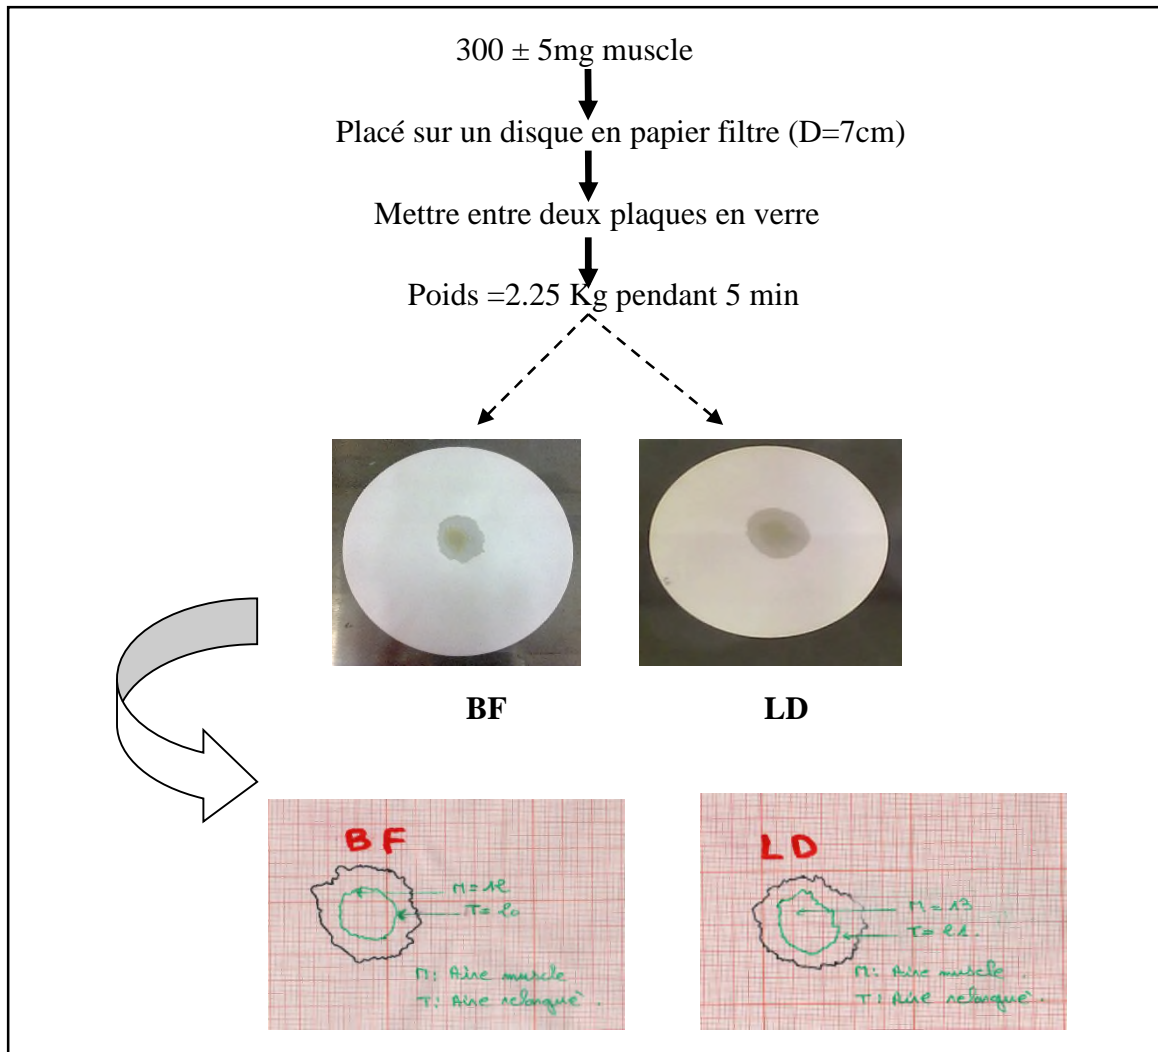 300 ± 5mg muscle
Placé sur un disque en papier filtre (D=7cm)
Mettre entre deux plaques en verre
Poids =2.25 Kg pendant 5 min
BF
LD
BF
M = 12
T = 20
M: Aire muscle
T: Aire relargué.
LD
M = 13
T = 21.
M: Aire muscle.
T: Aire relargué.